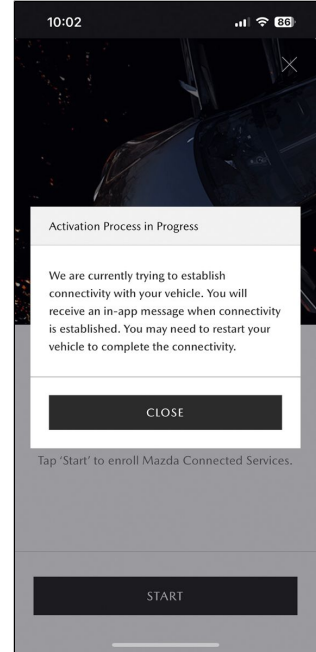 10:02
86
Activation Process in Progress
We are currently trying to establish
connectivity with your vehicle. You will
receive an in-app message when connectivity
is established. You may need to restart your
vehicle to complete the connectivity.
CLOSE
Tap ‘Start’ to enroll Mazda Connected Services.
START